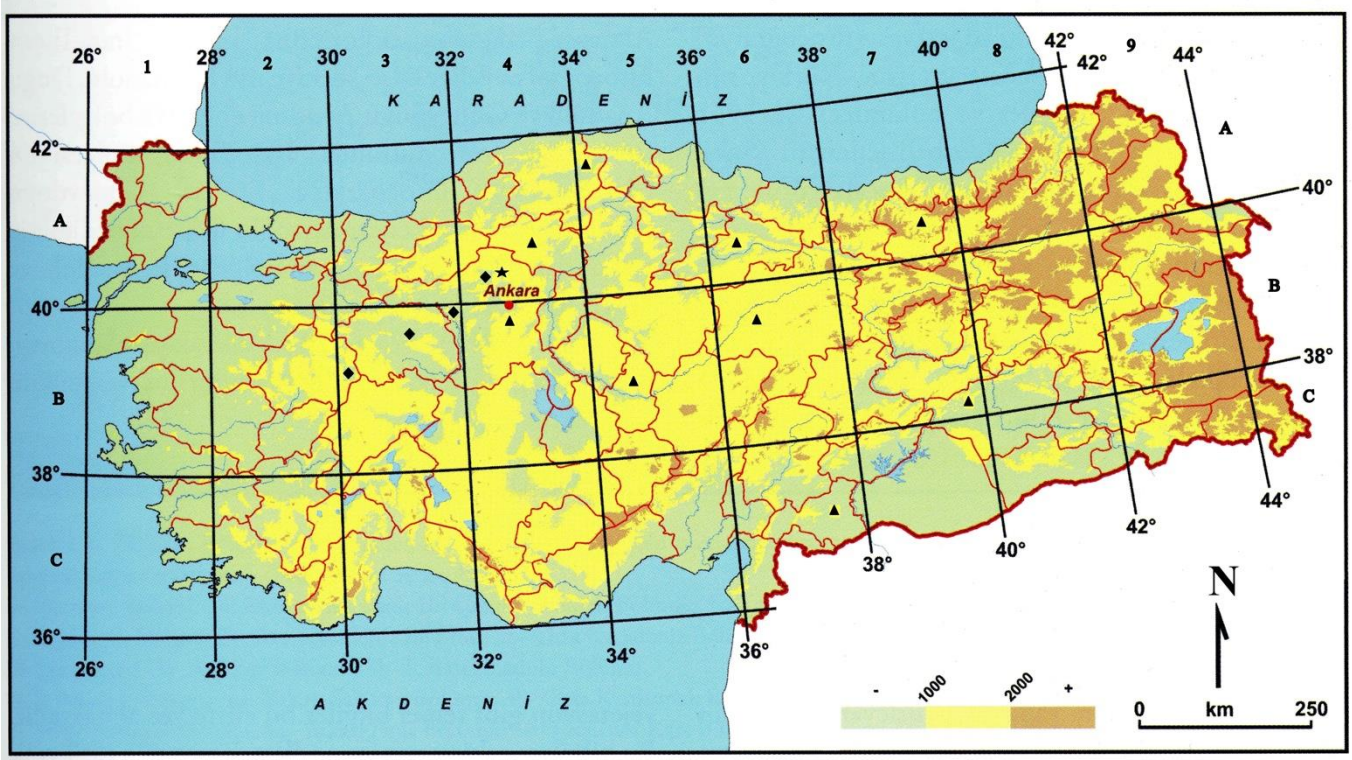 26° 1 28° 2 30° 3 32° 4 34° 5 36° 6 7 40° 8 42° 9 44°
42°
K A R A D E N İ Z
A
42°
40°
A
Ankara
B
40°
38°
B
C
38°
44°
42°
40°
C
38°
N
36°
26° 28° 30° 32° 34° 36°
- 1000 2000 +
A K D E N İ Z
0 km 250